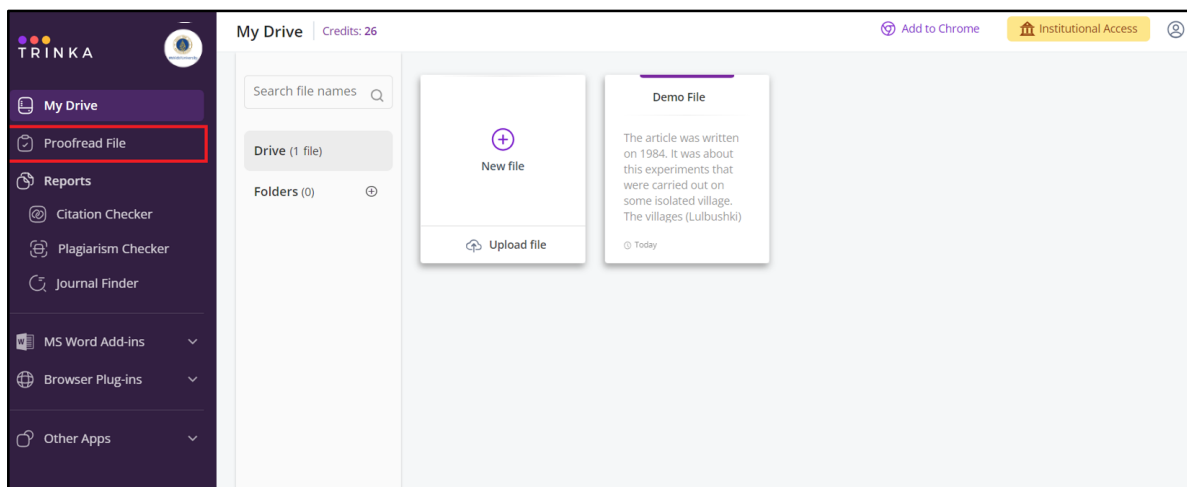 TRINKA
My Drive
Proofread File
Reports
Citation Checker
Plagiarism Checker
Journal Finder
MS Word Add-ins
Browser Plug-ins
Other Apps
My Drive Credits: 26
Add to Chrome
Institutional Access
Search file names
Drive (1 file)
Folders (0)
New file
Upload file
Demo File
The article was written
on 1984. It was about
this experiments that
were carried out on
some isolated village.
The villages (Lulbushki)
Today